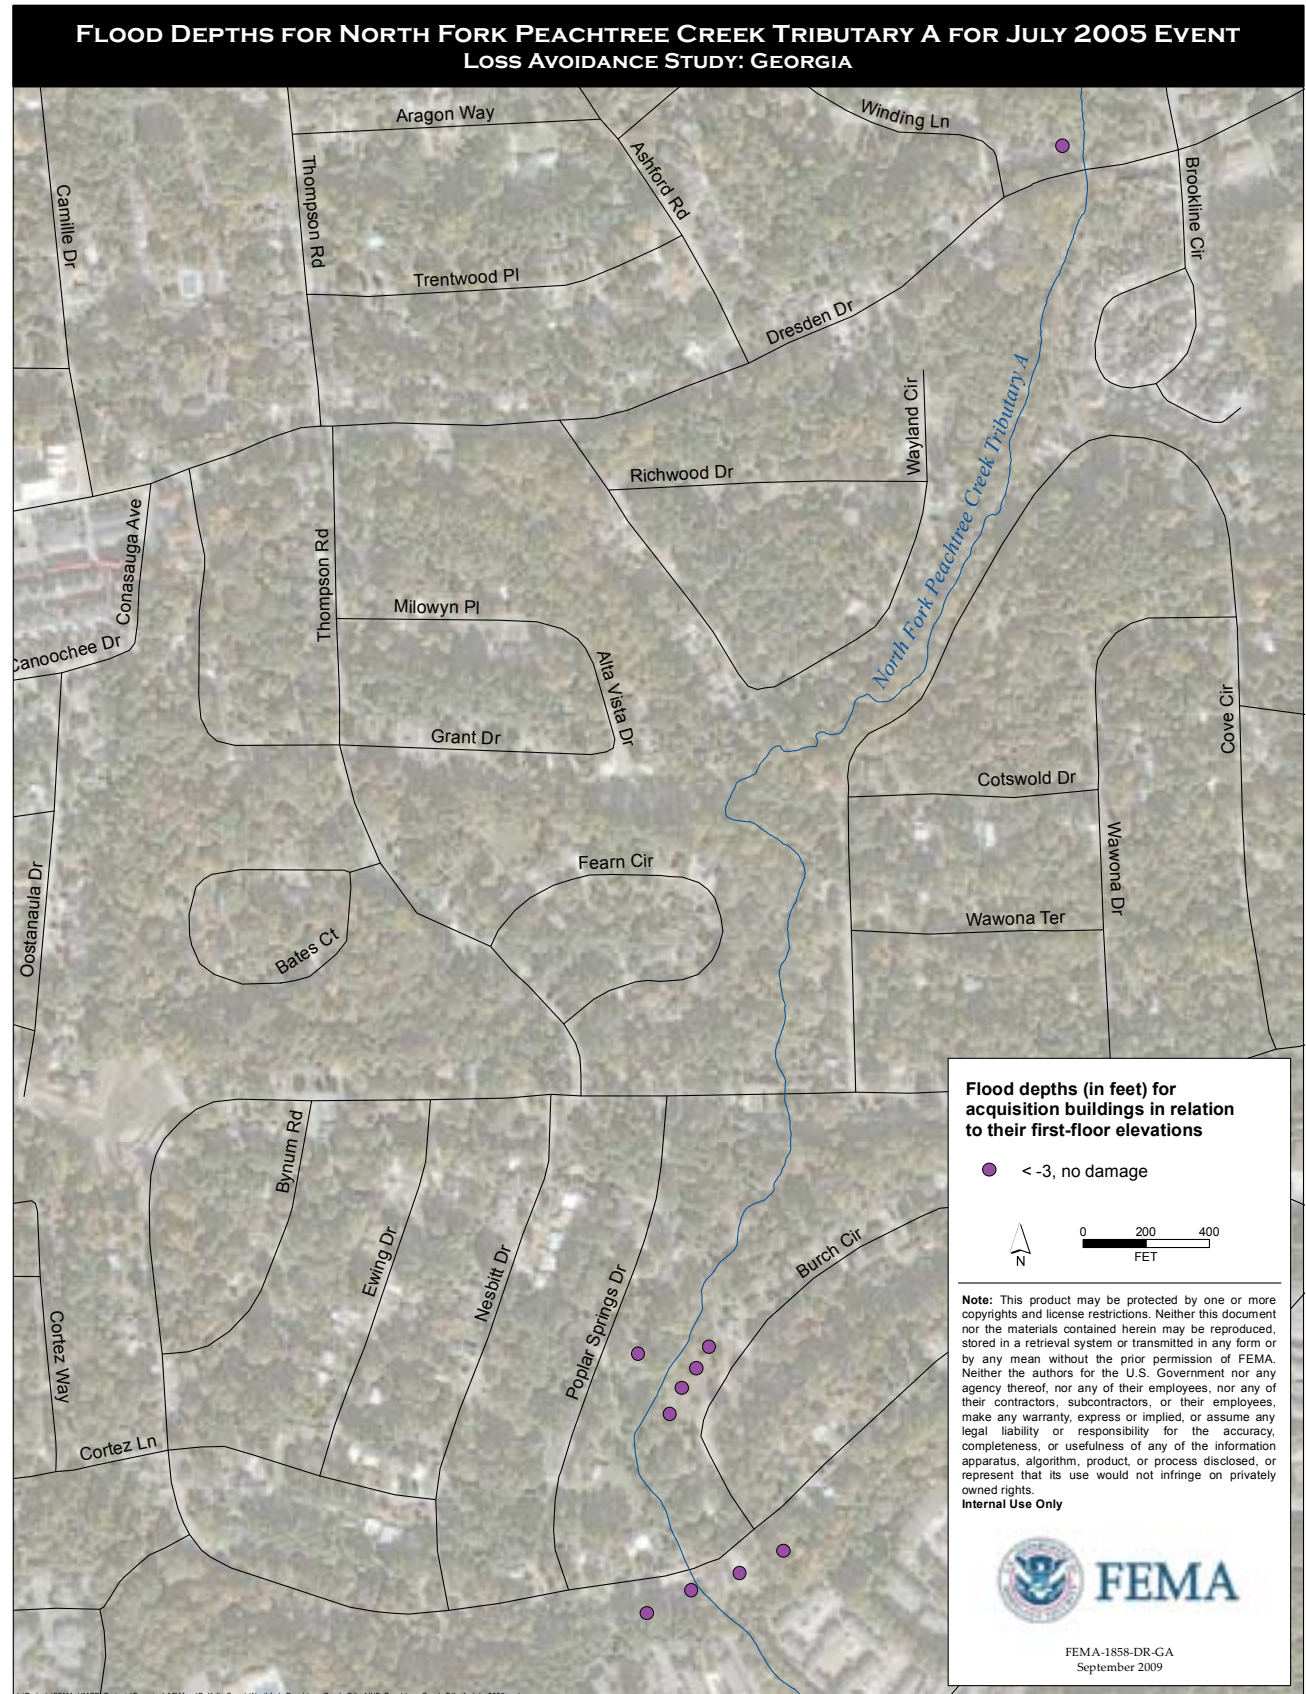 FLOOD DEPTHS FOR NORTH FORK PEACHTREE CREEK TRIBUTARY A FOR JULY 2005 EVENT
LOSS AVOIDANCE STUDY: GEORGIA
Aragon Way
Winding Ln
Ashford Rd
Thompson Rd
Camille Dr
Brookline Cir
Trentwood Pl
Dresden Dr
Wayland Cir
North Fork Peachtree Creek Tributary A
Richwood Dr
Conasauga Ave
Thompson Rd
Milowyn Pl
Canoochee Dr
Alta Vista Dr
Grant Dr
Cove Cir
Cotswold Dr
Wawona Dr
Fearn Cir
Oostanaula Dr
Wawona Ter
Bates Ct
Bynum Rd
Ewing Dr
Nesbitt Dr
Poplar Springs Dr
Burch Cir
Cortez Way
Cortez Ln
Flood depths (in feet) for
acquisition buildings in relation
to their first-floor elevations
< -3, no damage
N
0 200 400
FET
Note: This product may be protected by one or more
copyrights and license restrictions. Neither this document
nor the materials contained herein may be reproduced,
stored in a retrieval system or transmitted in any form or
by any mean without the prior permission of FEMA.
Neither the authors for the U.S. Government nor any
agency thereof, nor any of their employees, nor any of
their contractors, subcontractors, or their employees,
make any warranty, express or implied, or assume any
legal liability or responsibility for the accuracy,
completeness, or usefulness of any of the information
apparatus, algorithm, product, or process disclosed, or
represent that its use would not infringe on privately
owned rights.
Internal Use Only
FEMA
FEMA-1858-DR-GA
September 2009